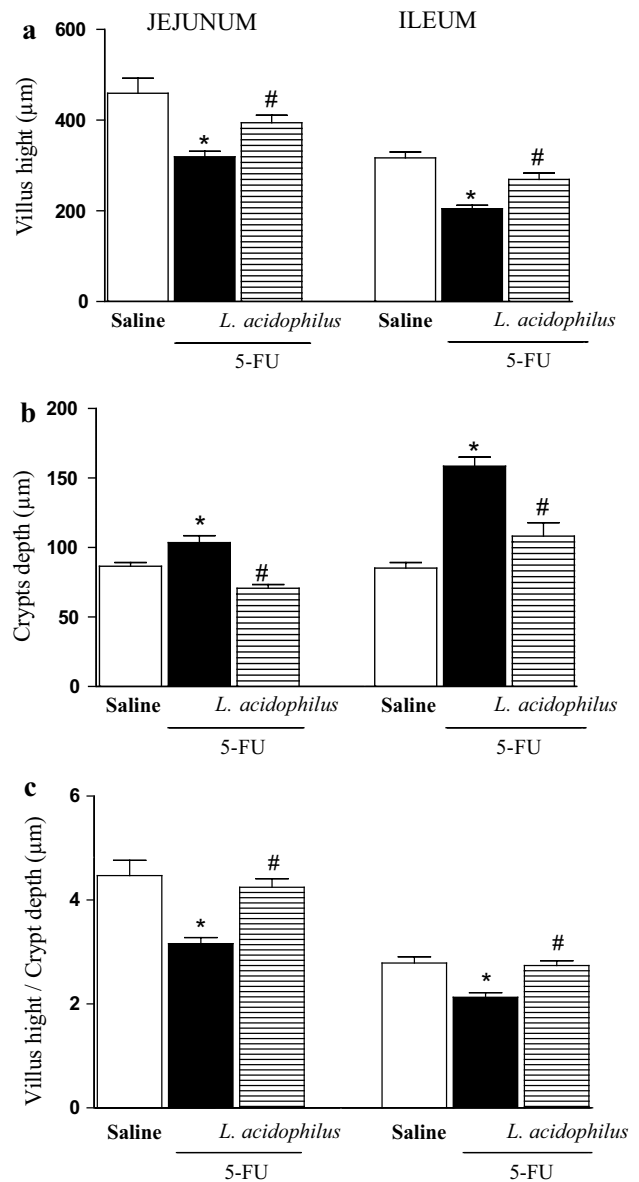 JEJUNUM ILEUM
a
Villus hight (µm)
600
400
200
0
*
#
*
#
Saline L. acidophilus Saline L. acidophilus
5-FU 5-FU
b
Crypts depth (µm)
200
150
100
50
0
*
#
*
#
Saline L. acidophilus Saline L. acidophilus
5-FU 5-FU
c
Villus hight / Crypt depth (µm)
6
4
2
0
*
#
*
#
Saline L. acidophilus Saline L. acidophilus
5-FU 5-FU